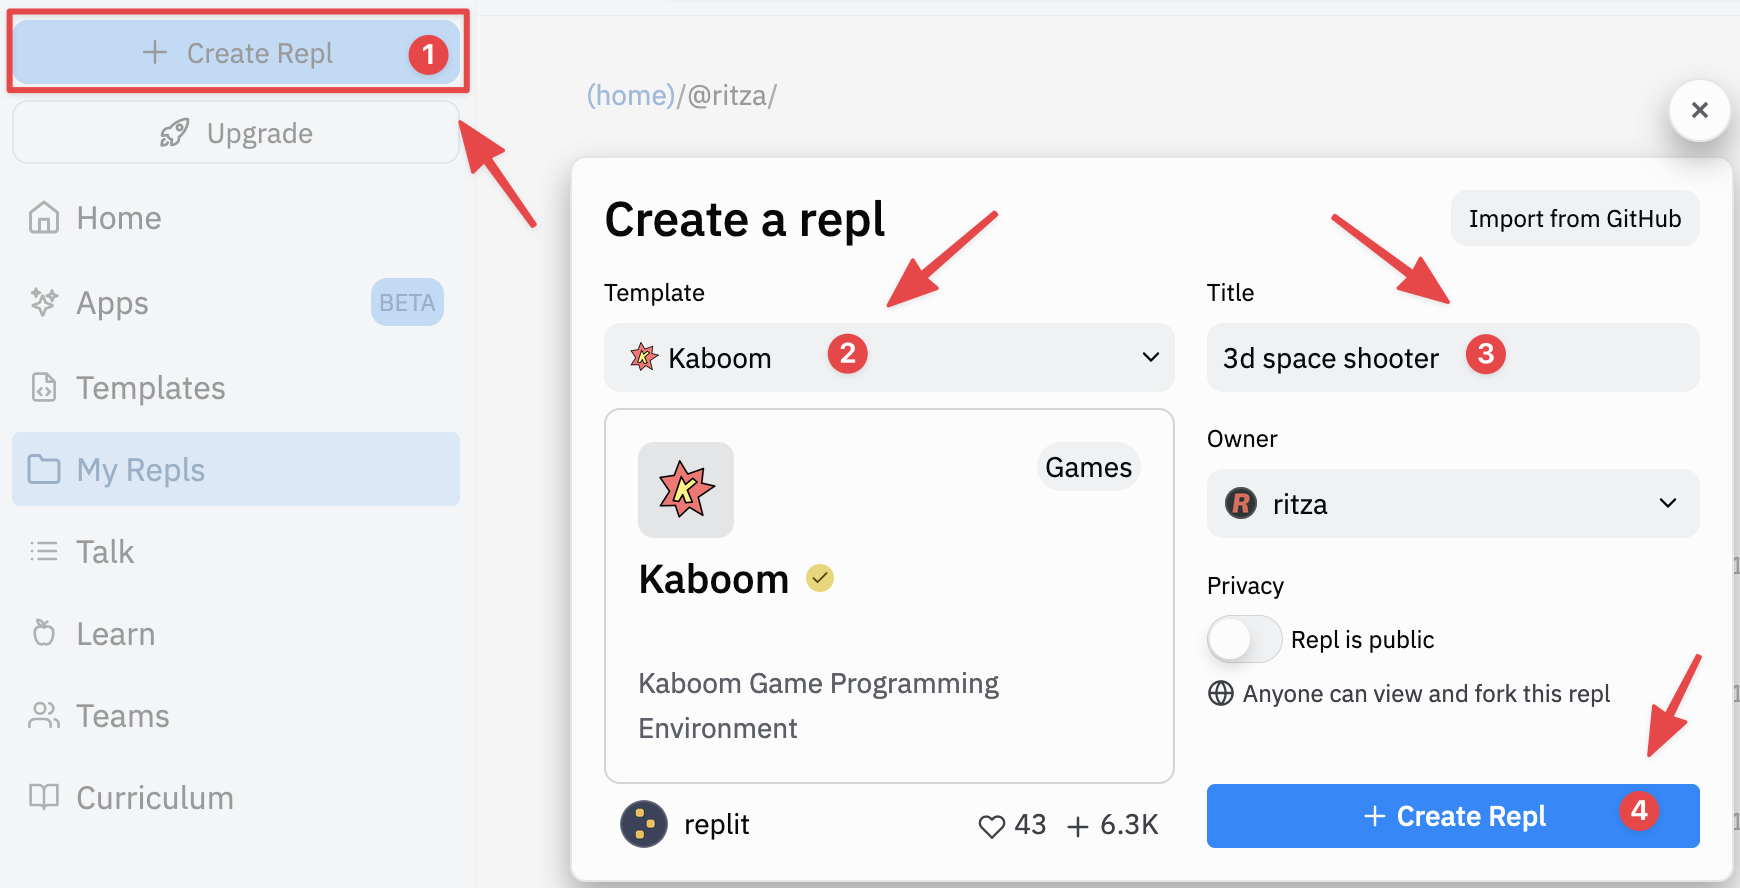 + Create Repl 1
Upgrade
Home
Apps BETA
Templates
My Repls
Talk
Learn
Teams
Curriculum
(home)/@ritza/
Create a repl
Import from GitHub
Template
K Kaboom 2
K
Games
Kaboom
Kaboom Game Programming
Environment
replit 43 + 6.3K
Title
3d space shooter 3
Owner
R ritza
Privacy
Repl is public
Anyone can view and fork this repl
+ Create Repl 4